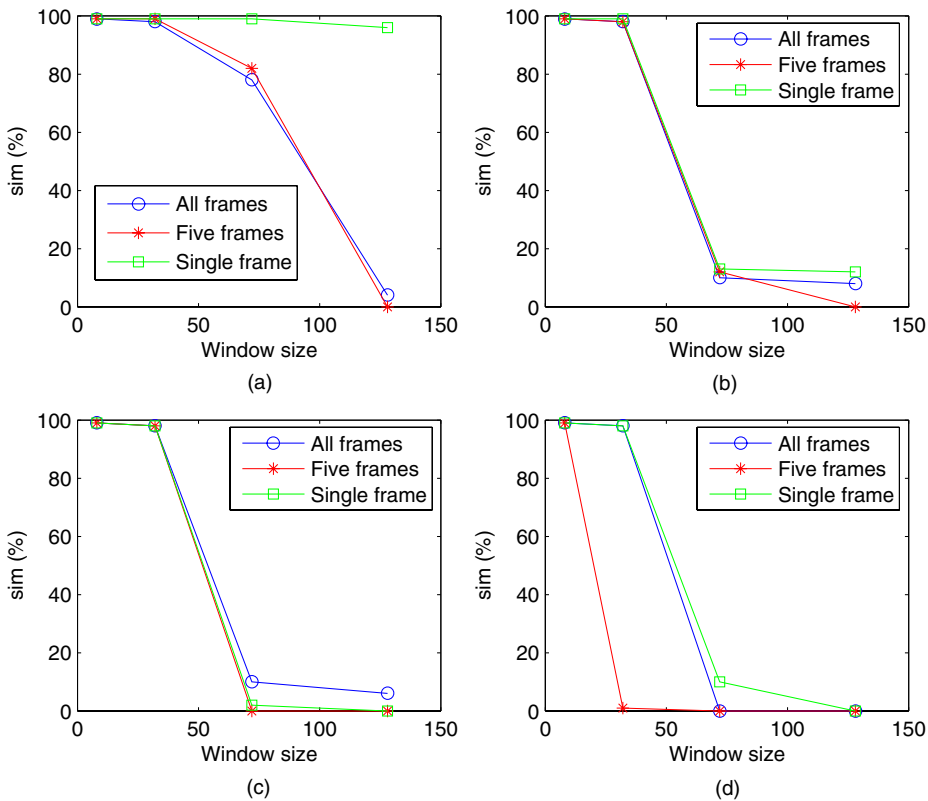 100
80
60
40
20
0
sim (%)
All frames
Five frames
Single frame
0 50 100 150
Window size
(a)
100
80
60
40
20
0
sim (%)
All frames
Five frames
Single frame
0 50 100 150
Window size
(b)
100
80
60
40
20
0
sim (%)
All frames
Five frames
Single frame
0 50 100 150
Window size
(c)
100
80
60
40
20
0
sim (%)
All frames
Five frames
Single frame
0 50 100 150
Window size
(d)